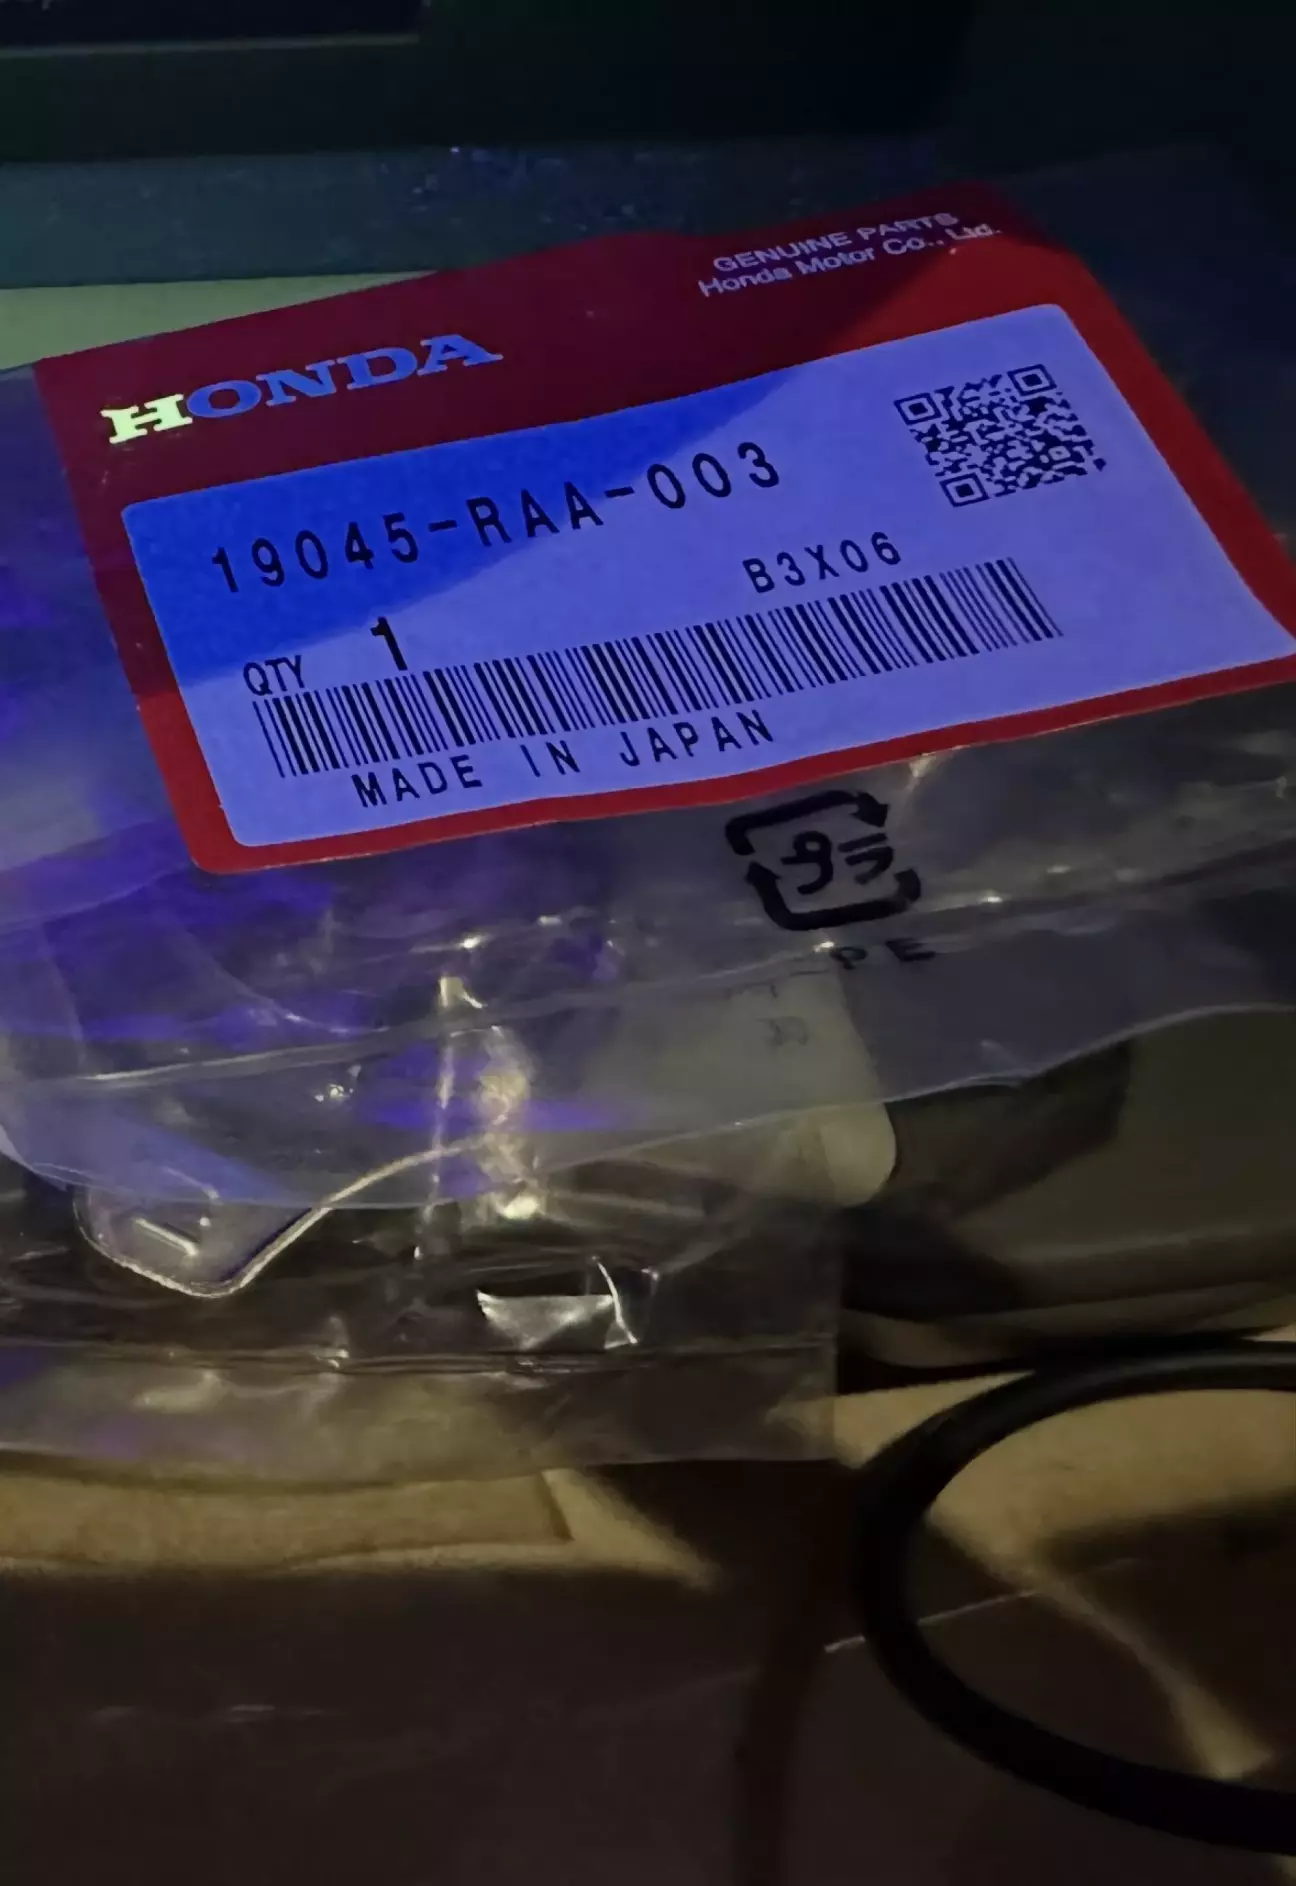 GENUINE PARTS
Honda Motor Co., Ltd.
HONDA
19045-RAA-003
B3X06
QTY 1
MADE IN JAPAN
プラ
PE